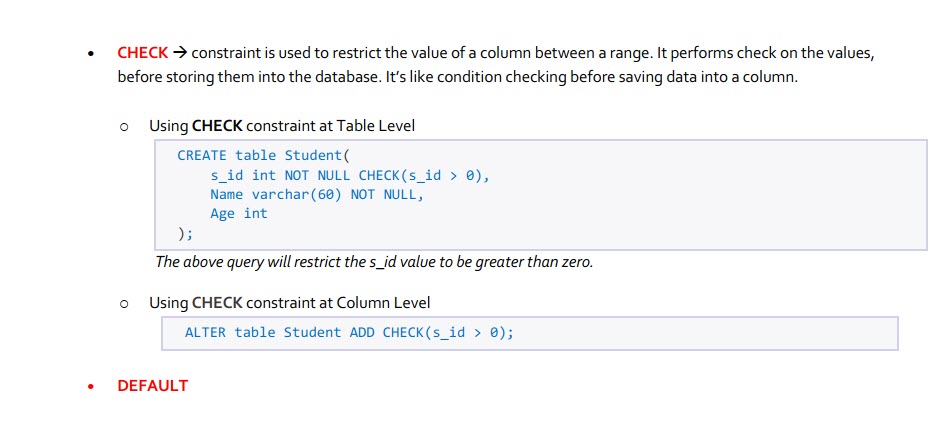 • CHECK → constraint is used to restrict the value of a column between a range. It performs check on the values,
before storing them into the database. It’s like condition checking before saving data into a column.
o Using CHECK constraint at Table Level
CREATE table Student(
s_id int NOT NULL CHECK(s_id > 0),
Name varchar(60) NOT NULL,
Age int
);
The above query will restrict the s_id value to be greater than zero.
o Using CHECK constraint at Column Level
ALTER table Student ADD CHECK(s_id > 0);
• DEFAULT